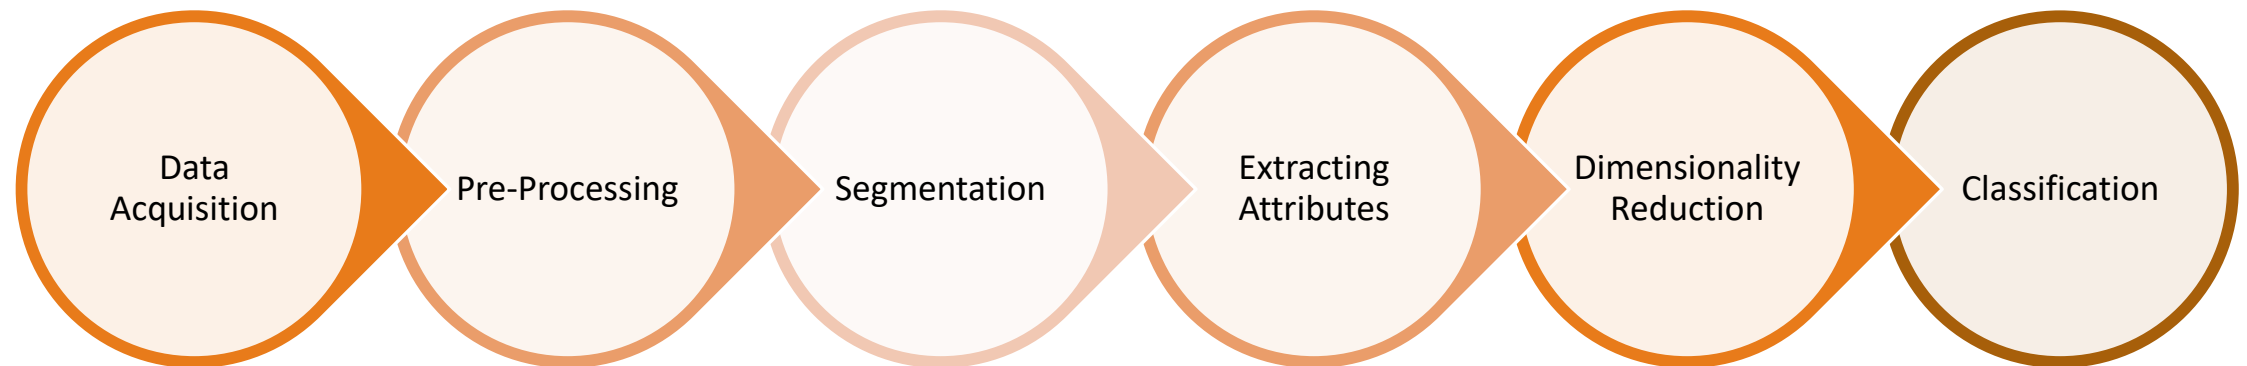 Data
Acquisition
Pre-Processing
Segmentation
Extracting
Attributes
Dimensionality
Reduction
Classification